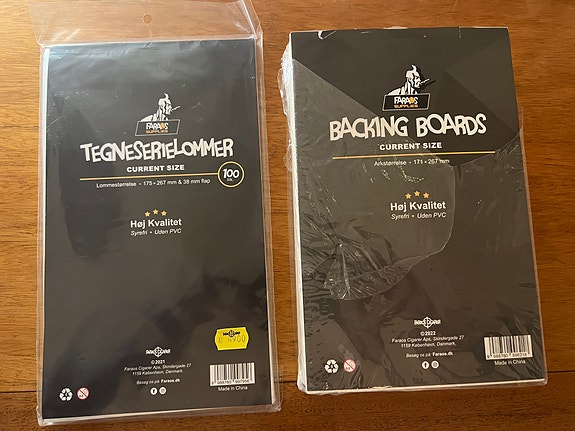 FARAOS
SUPPLIES
TEGNESERIELOMMER
CURRENT SIZE
Lommestørrelse • 175 × 267 mm & 38 mm flap
100
Høj Kvalitet
Syrefri • Uden PVC
©2021
Faraos Cigarer Aps, Skindergade 27
1159 København, Danmark.
Besøg os på Faraos.dk
Made in China
FARAOS
SUPPLIES
BACKING BOARDS
CURRENT SIZE
Arkstørrelse • 171 × 267 mm
Høj Kvalitet
Syrefri • Uden PVC
©2022
Faraos Cigarer Aps, Skindergade 27
1159 København, Danmark.
Besøg os på Faraos.dk
Made in China